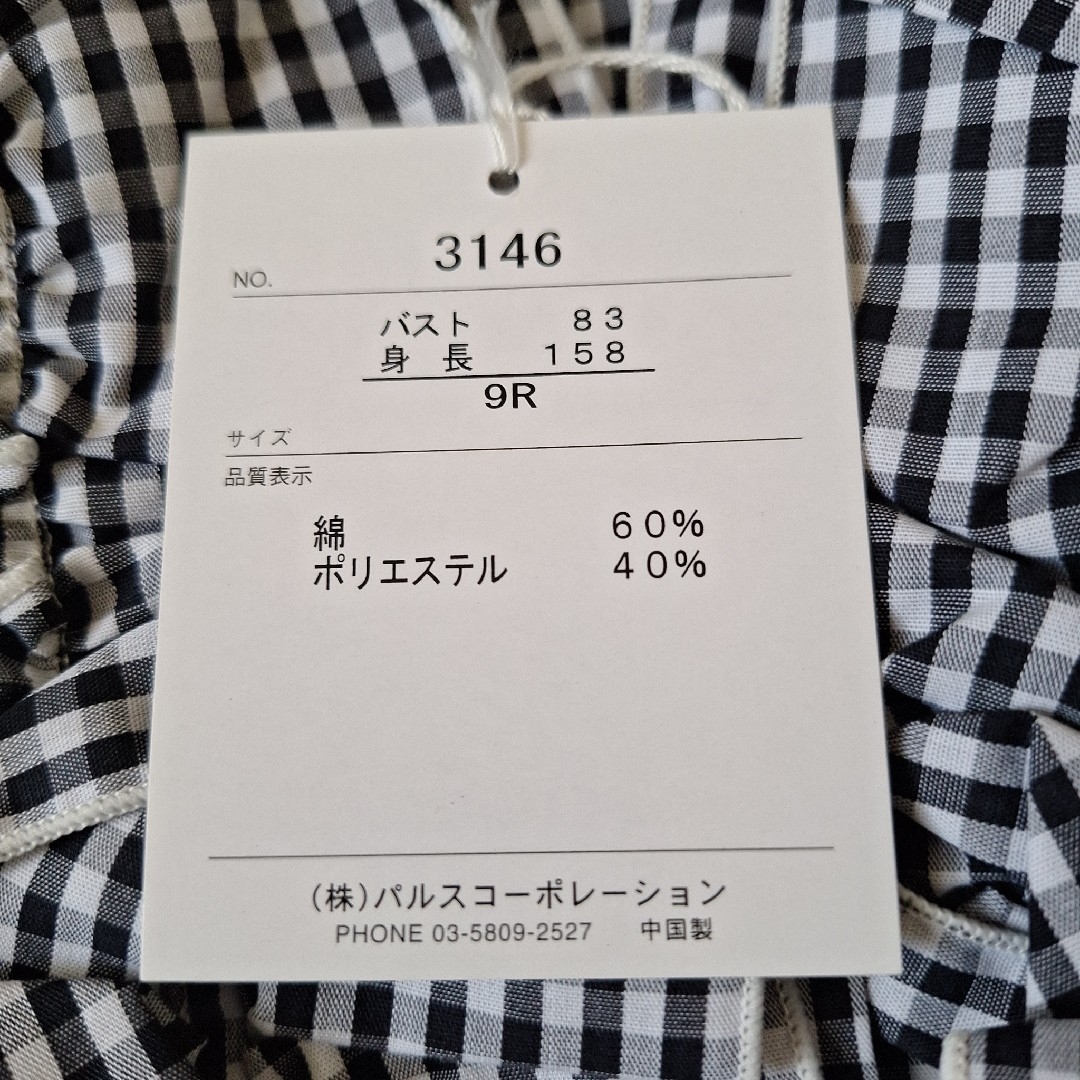 NO. 3146
バスト 83
身長 158
9R
サイズ
品質表示
綿 60%
ポリエステル 40%
(株)パルスコーポレーション
PHONE 03-5809-2527 中国製